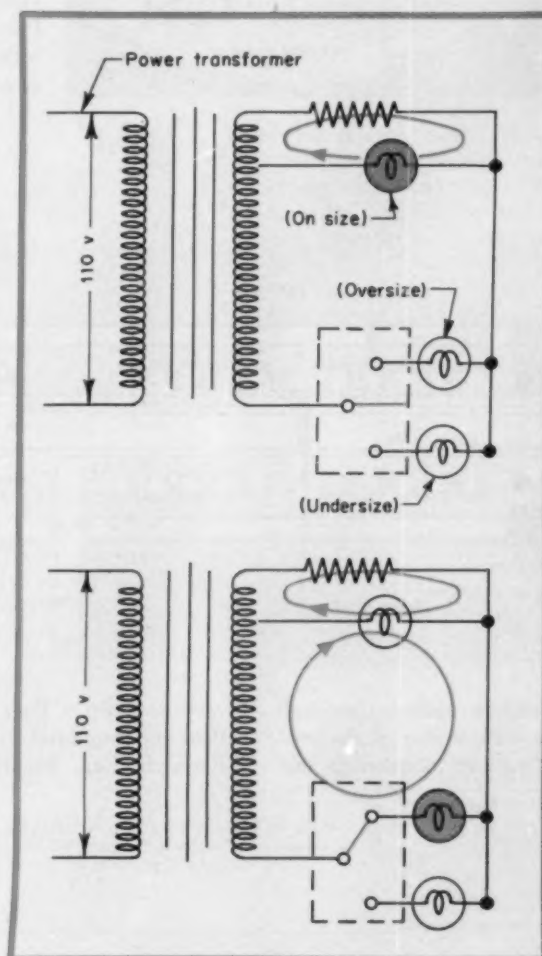 Power transformer
110 v
(On size)
(Oversize)
(Undersize)
110 v